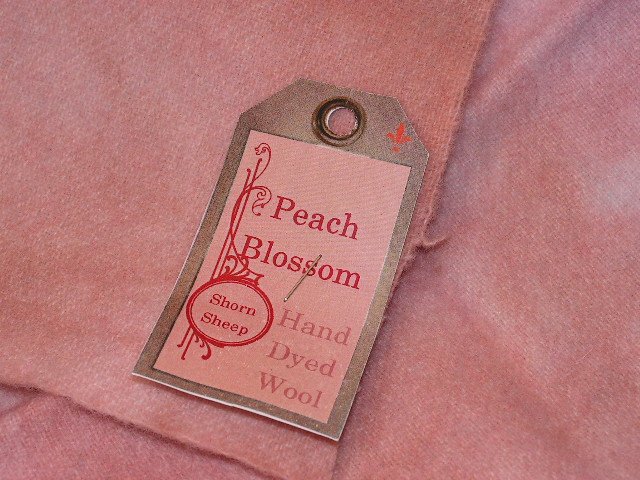 Peach
Blossom
Shorn
Sheep
Hand
Dyed
Wool